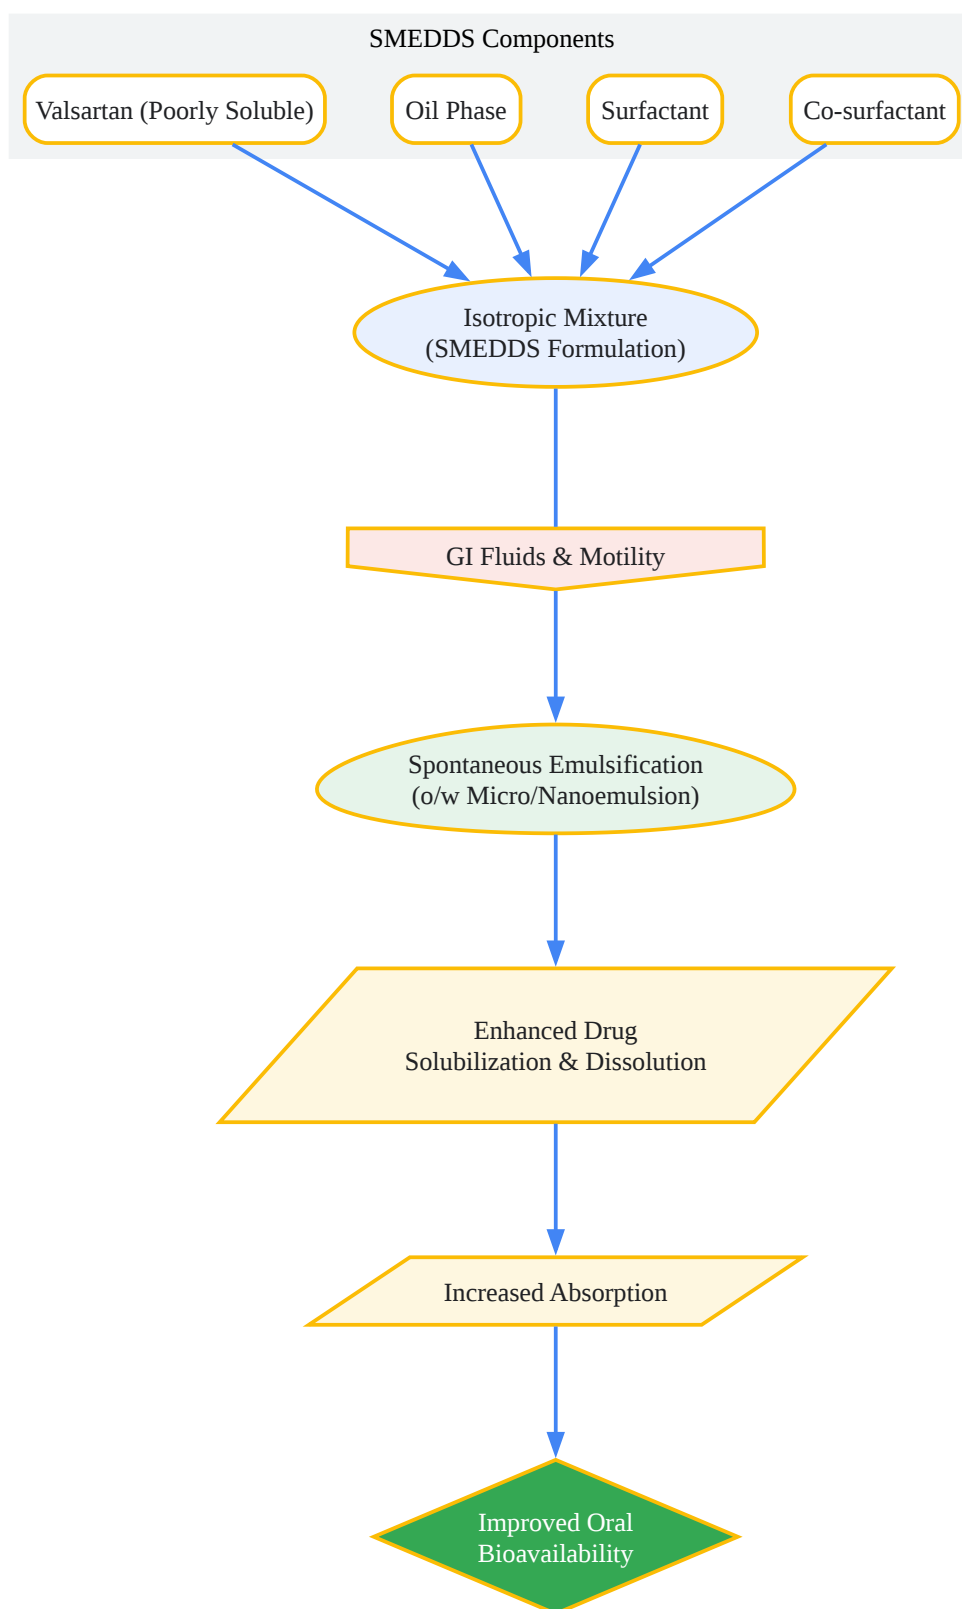 SMEDDS Components
Valsartan (Poorly Soluble)
Oil Phase
Surfactant
Co-surfactant
Isotropic Mixture
(SMEDDS Formulation)
GI Fluids & Motility
Spontaneous Emulsification
(o/w Micro/Nanoemulsion)
Enhanced Drug
Solubilization & Dissolution
Increased Absorption
Improved Oral
Bioavailability